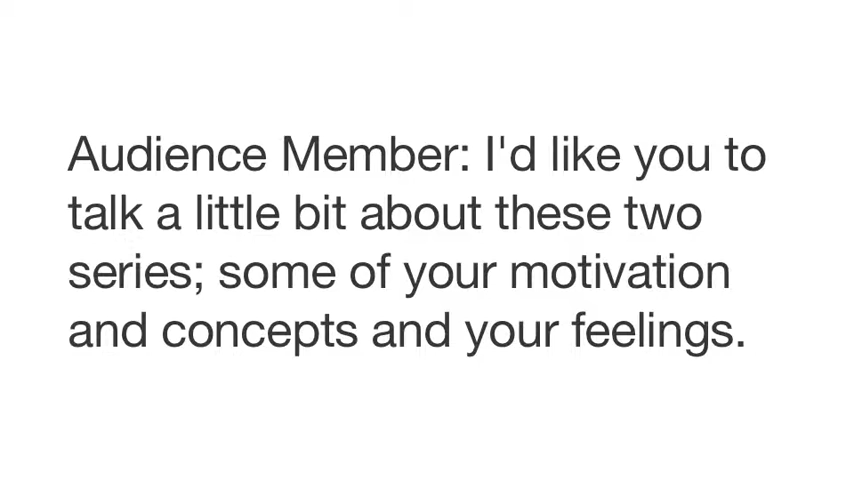 Audience Member: I'd like you to
talk a little bit about these two
series; some of your motivation
and concepts and your feelings.